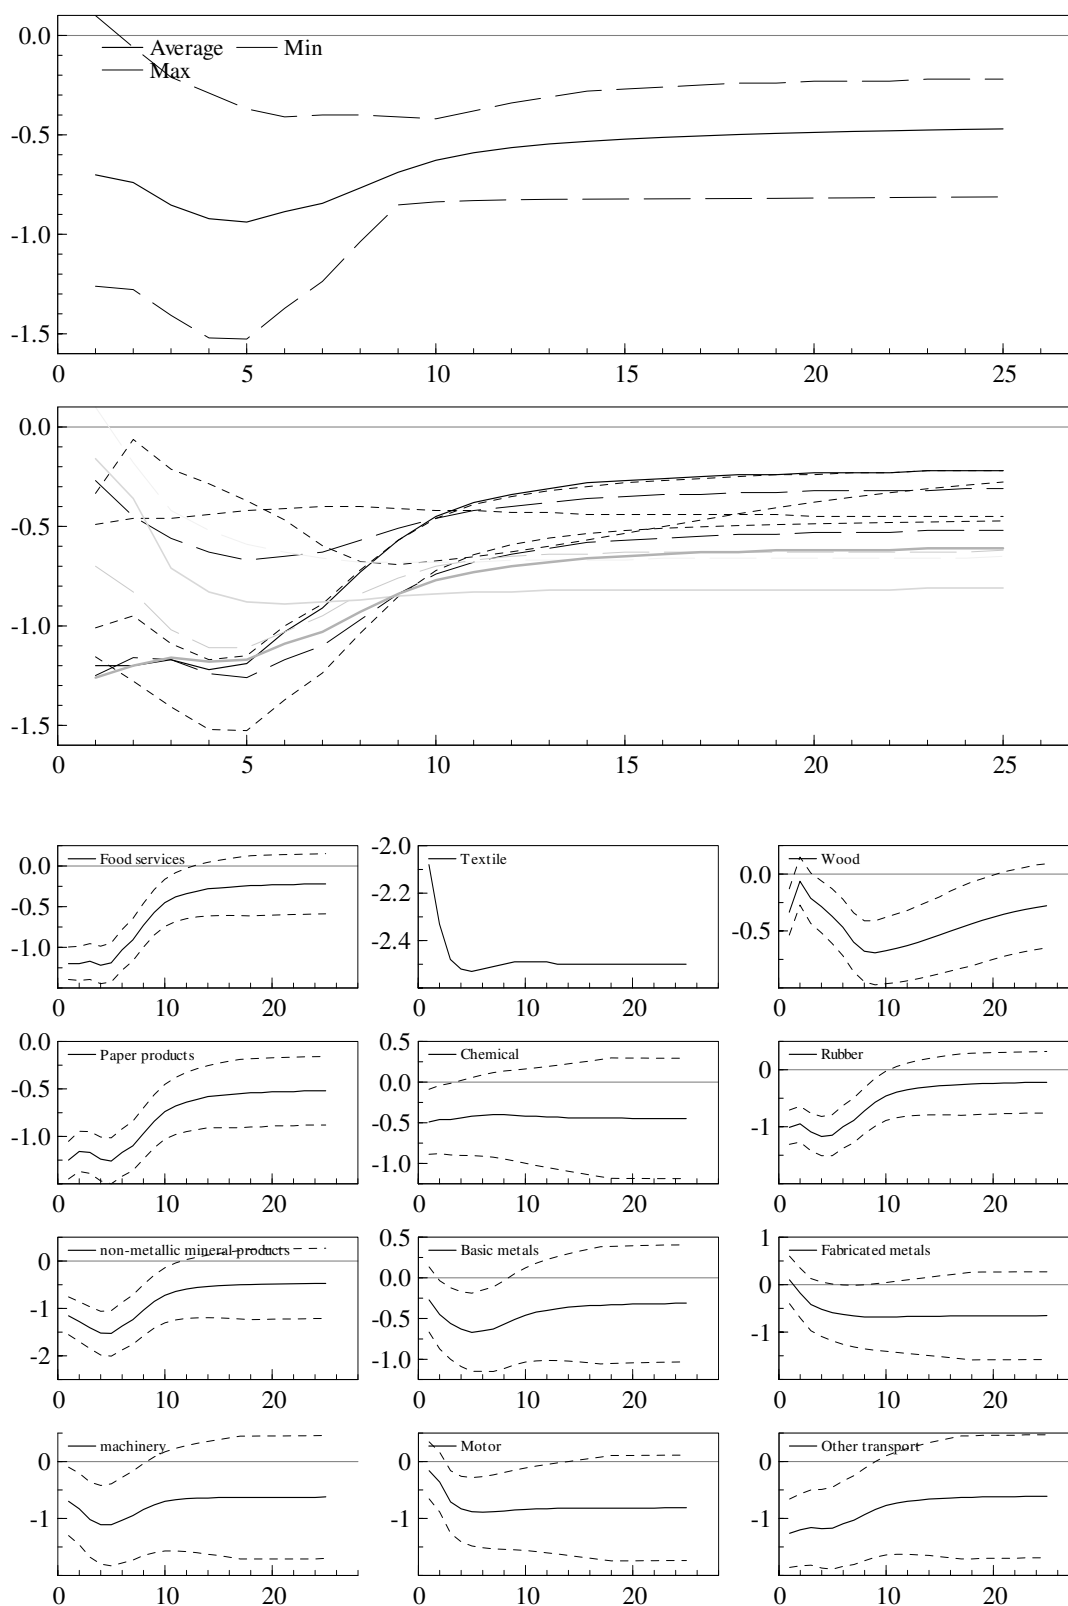 0.0
Average Min
Max
-0.5
-1.0
-1.5
0 5 10 15 20 25
0.0
-0.5
-1.0
-1.5
0 5 10 15 20 25
Food services
0.0
-0.5
-1.0
0 10 20
Textile
-2.0
-2.2
-2.4
0 10 20
Wood
0.0
-0.5
0 10 20
Paper products
0.0
-0.5
-1.0
0 10 20
Chemical
0.5
0.0
-0.5
-1.0
0 10 20
Rubber
0
-1
0 10 20
non-metallic mineral products
0
-1
-2
0 10 20
Basic metals
0.5
0.0
-0.5
-1.0
0 10 20
Fabricated metals
1
0
-1
0 10 20
machinery
0
-1
0 10 20
Motor
0
-1
0 10 20
Other transport
0
-1
0 10 20